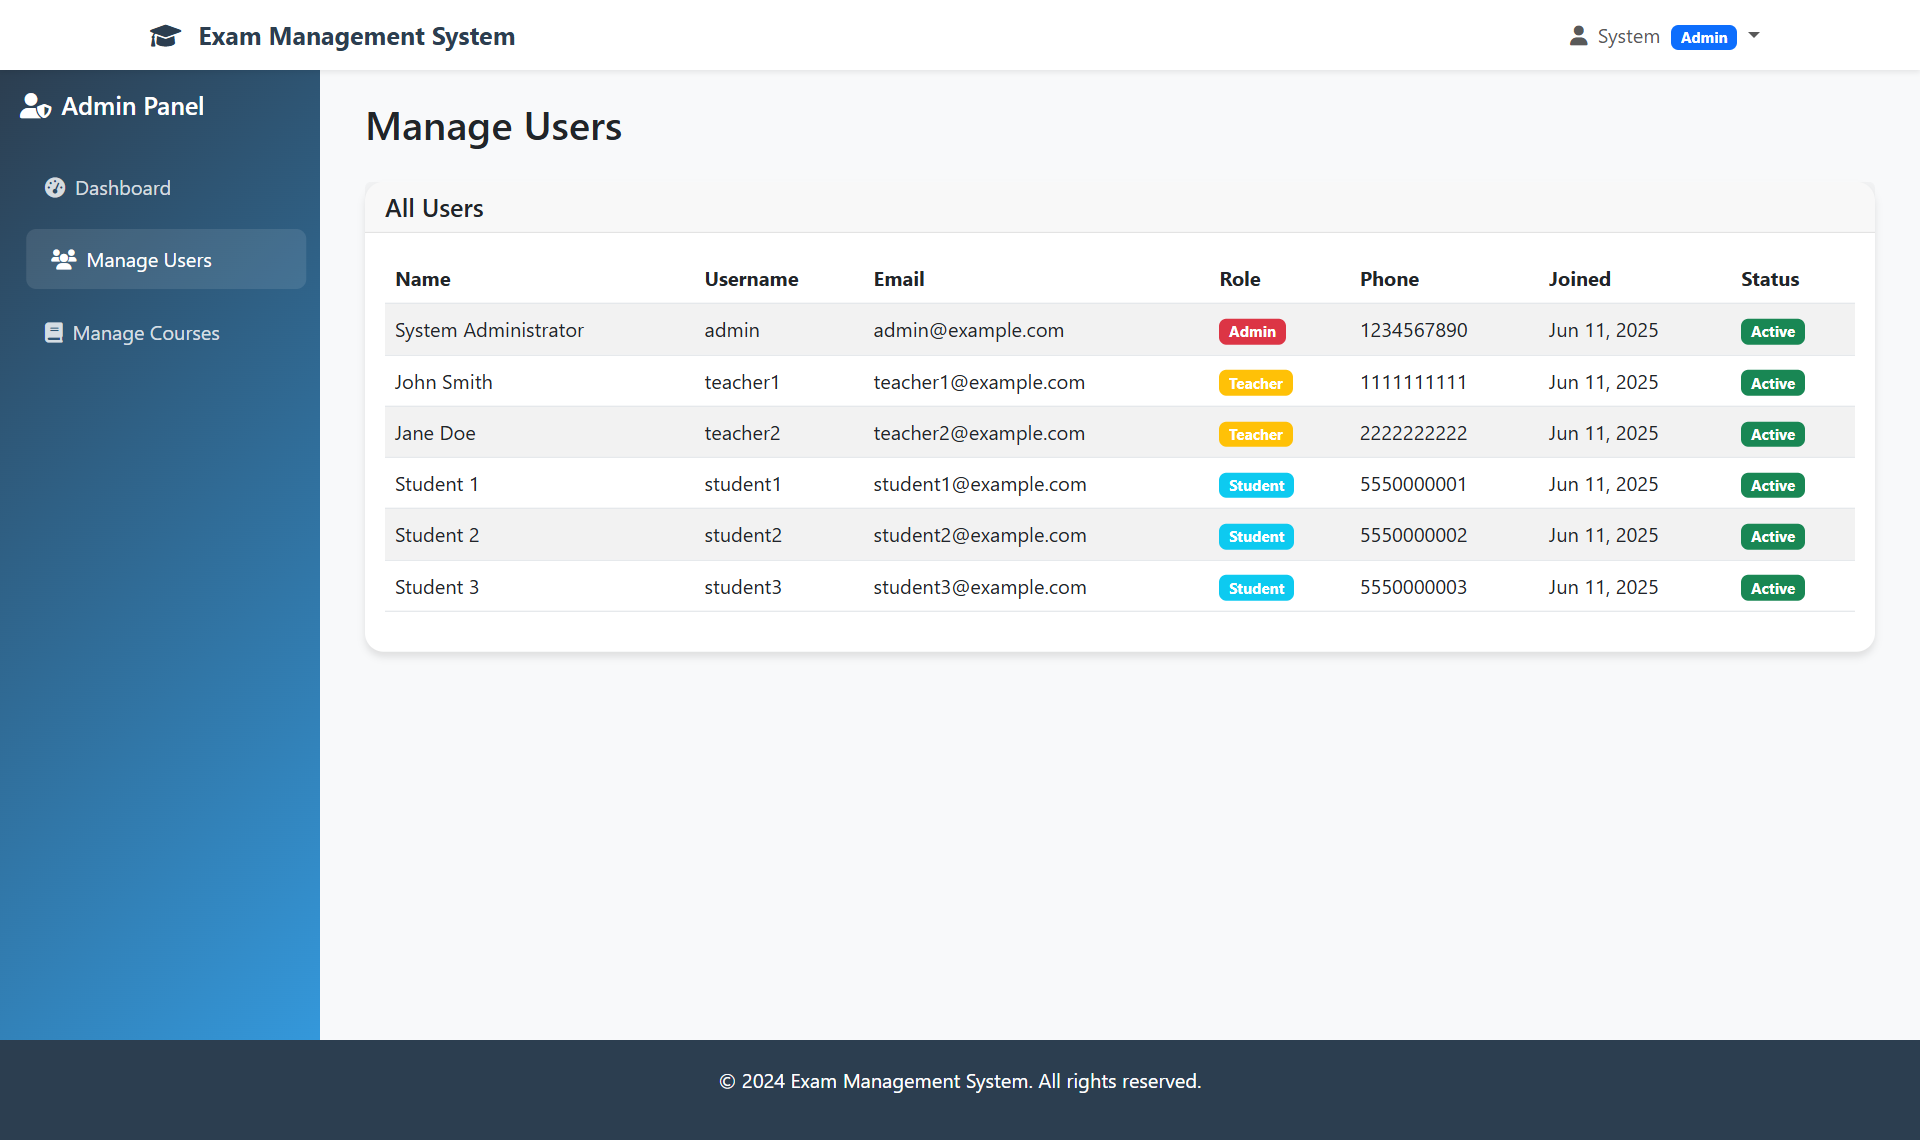 Exam Management System
System Admin
Admin Panel
Dashboard
Manage Users
Manage Courses
Manage Users
All Users
Name Username Email Role Phone Joined Status
System Administrator admin admin@example.com Admin 1234567890 Jun 11, 2025 Active
John Smith teacher1 teacher1@example.com Teacher 1111111111 Jun 11, 2025 Active
Jane Doe teacher2 teacher2@example.com Teacher 2222222222 Jun 11, 2025 Active
Student 1 student1 student1@example.com Student 5550000001 Jun 11, 2025 Active
Student 2 student2 student2@example.com Student 5550000002 Jun 11, 2025 Active
Student 3 student3 student3@example.com Student 5550000003 Jun 11, 2025 Active
© 2024 Exam Management System. All rights reserved.